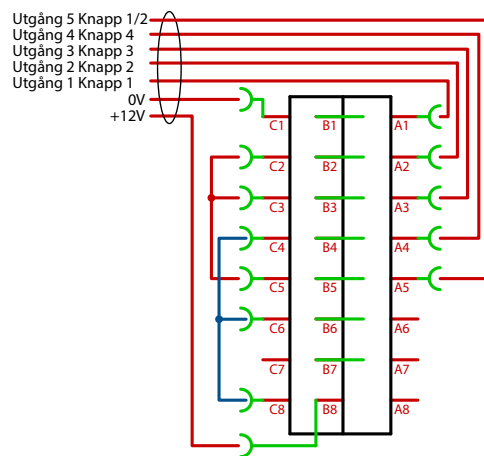 Utgång 5 Knapp 1/2
Utgång 4 Knapp 4
Utgång 3 Knapp 3
Utgång 2 Knapp 2
Utgång 1 Knapp 1
0V
+12V
C1 B1 A1
C2 B2 A2
C3 B3 A3
C4 B4 A4
C5 B5 A5
C6 B6 A6
C7 B7 A7
C8 B8 A8